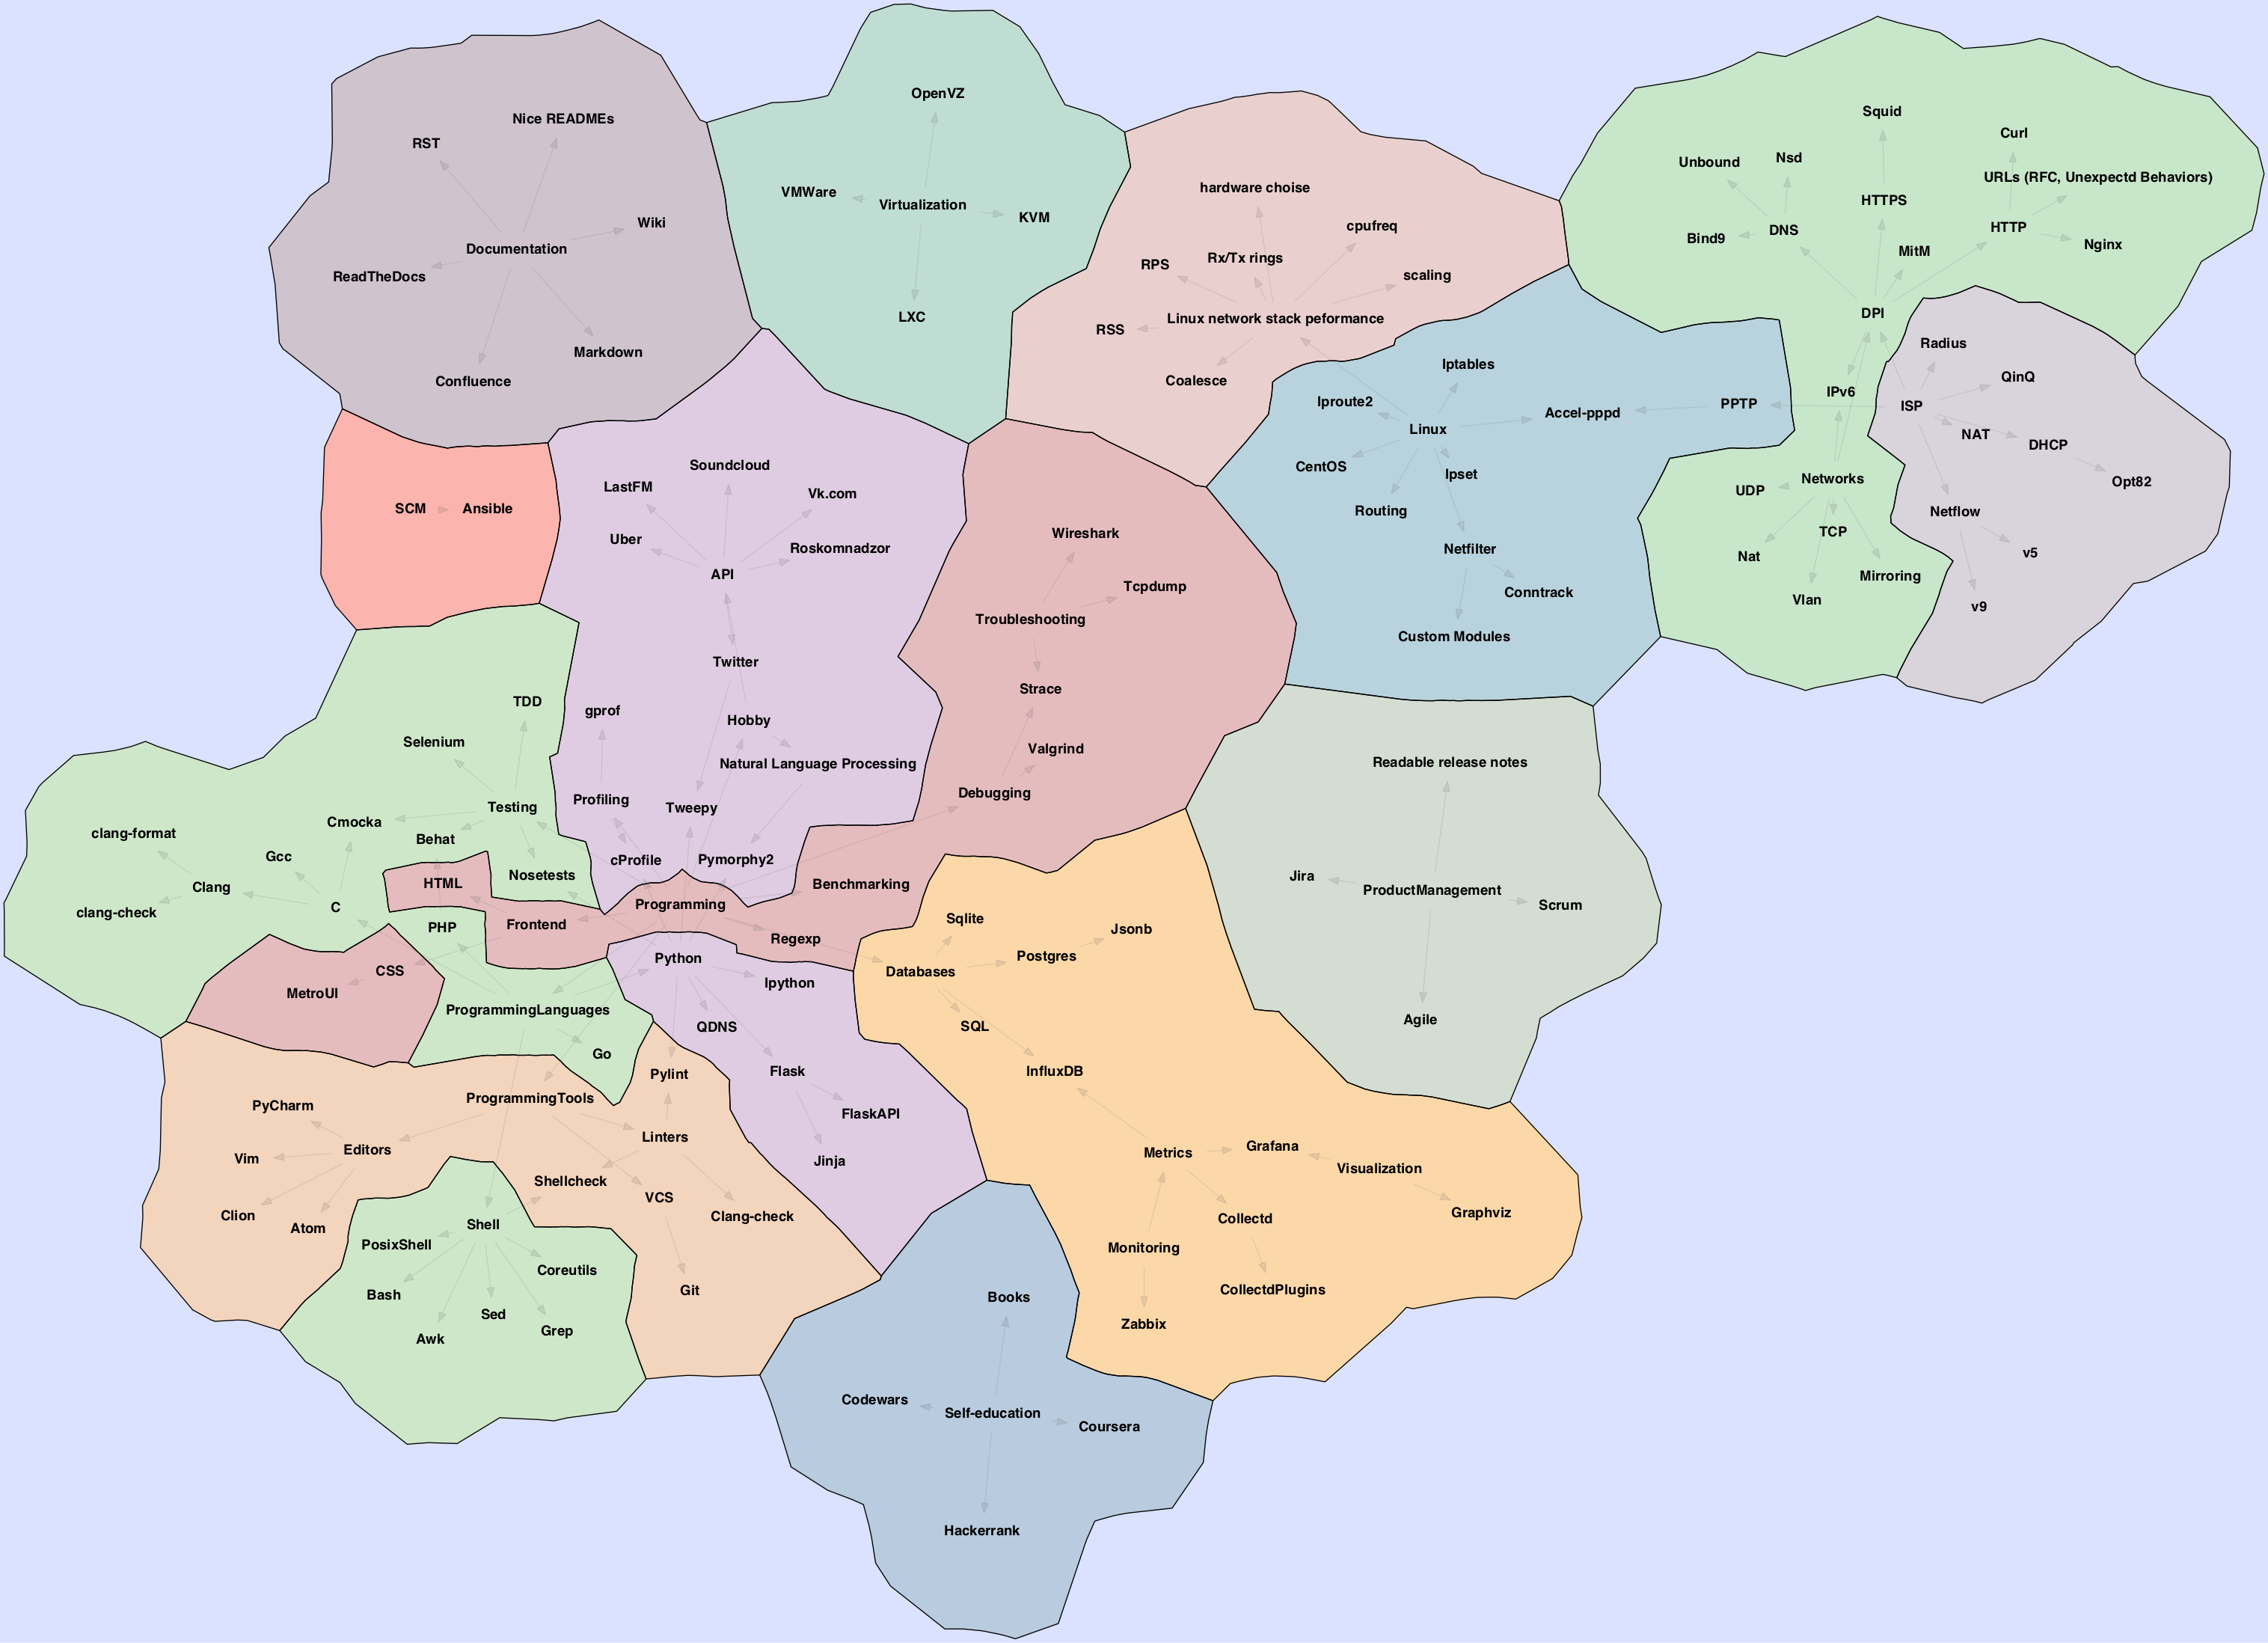 Nice READMEs
RST
Wiki
Documentation
ReadTheDocs
Markdown
Confluence
OpenVZ
VMWare
Virtualization
KVM
LXC
hardware choise
cpufreq
Rx/Tx rings
RPS
scaling
Linux network stack peformance
RSS
Coalesce
Squid
Curl
Nsd
Unbound
URLs (RFC, Unexpectd Behaviors)
HTTPS
HTTP
DNS
Bind9
Nginx
MitM
DPI
IPv6
Networks
UDP
TCP
Nat
Mirroring
Vlan
Radius
QinQ
ISP
NAT
DHCP
Opt82
Netflow
v5
v9
Iptables
Iproute2
Accel-pppd
PPTP
Linux
CentOS
Ipset
Routing
Netfilter
Conntrack
Custom Modules
SCM
Ansible
Soundcloud
LastFM
Vk.com
Uber
Roskomnadzor
API
Twitter
gprof
Hobby
Natural Language Processing
Profiling
Tweepy
cProfile
Pymorphy2
Wireshark
Tcpdump
Troubleshooting
Strace
Valgrind
Debugging
Benchmarking
Programming
Regexp
Frontend
HTML
TDD
Selenium
Testing
Cmocka
clang-format
Behat
Gcc
Nosetests
Clang
C
clang-check
PHP
CSS
MetroUI
ProgrammingLanguages
Go
Python
Ipython
QDNS
Flask
FlaskAPI
Jinja
Pylint
ProgrammingTools
PyCharm
Linters
Editors
Vim
Shellcheck
VCS
Clion
Atom
Clang-check
Git
Shell
PosixShell
Coreutils
Bash
Sed
Grep
Awk
Sqlite
Jsonb
Postgres
Databases
SQL
InfluxDB
Metrics
Grafana
Visualization
Graphviz
Collectd
Monitoring
CollectdPlugins
Zabbix
Readable release notes
Jira
ProductManagement
Scrum
Agile
Books
Codewars
Self-education
Coursera
Hackerrank